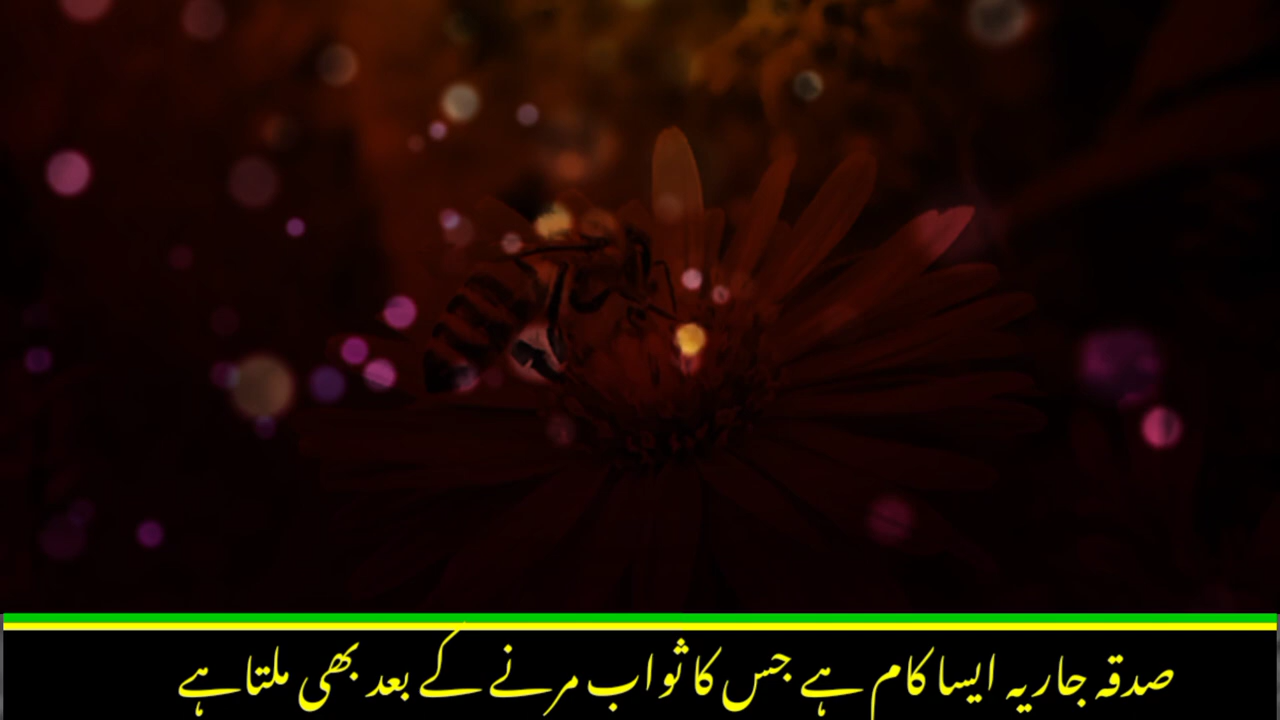 صدقہ جاریہ ایسا کام ہے جس کا ثواب مرنے کے بعد بھی ملتا ہے